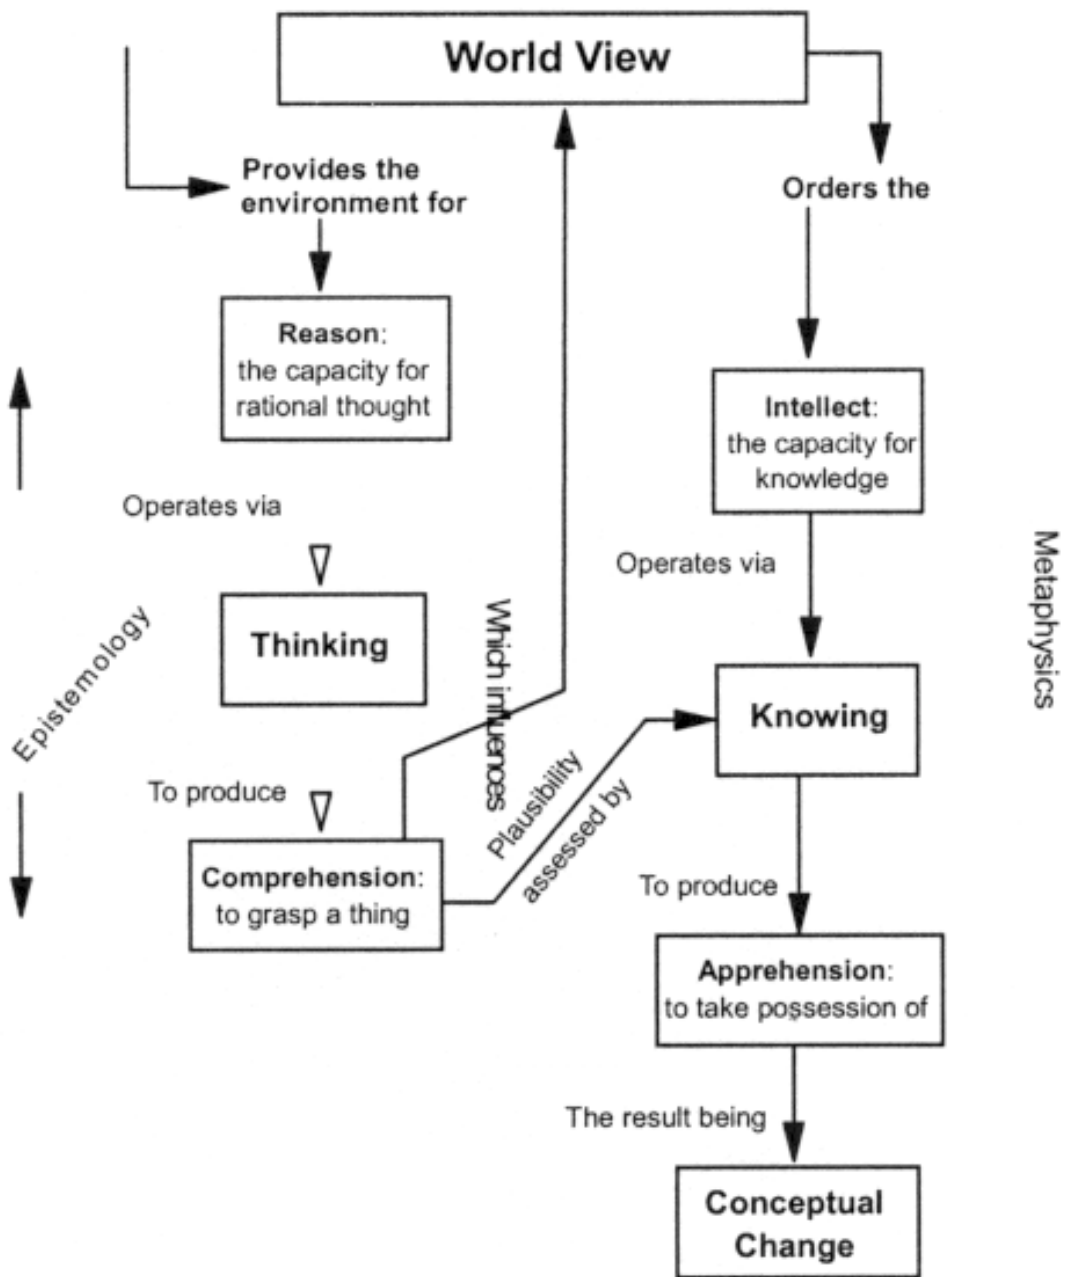 World View
Provides the
environment for
Orders the
Reason:
the capacity for
rational thought
Intellect:
the capacity for
knowledge
Operates via
Operates via
Thinking
Epistemology
Which influences
Metaphysics
Knowing
To produce
Plausibility
assessed by
Comprehension:
to grasp a thing
To produce
Apprehension:
to take possession of
The result being
Conceptual
Change